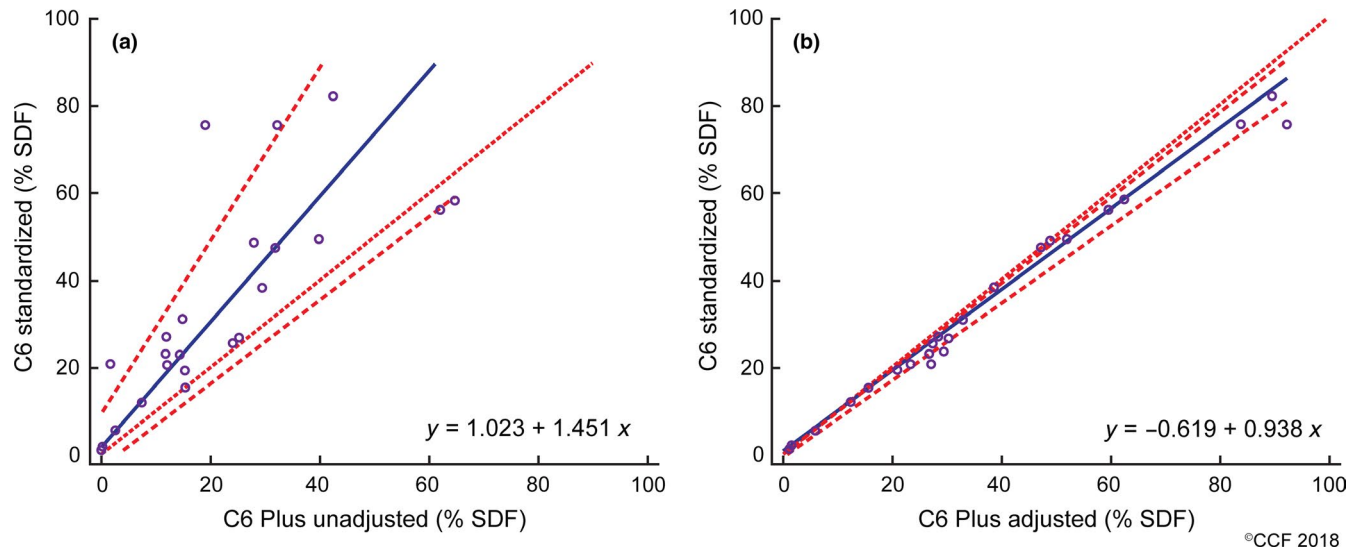 (a)
100
80
60
40
20
0
C6 standardized (% SDF)
y = 1.023 + 1.451 x
0 20 40 60 80 100
C6 Plus unadjusted (% SDF)
(b)
100
80
60
40
20
0
C6 standardized (% SDF)
y = −0.619 + 0.938 x
0 20 40 60 80 100
C6 Plus adjusted (% SDF)
©CCF 2018